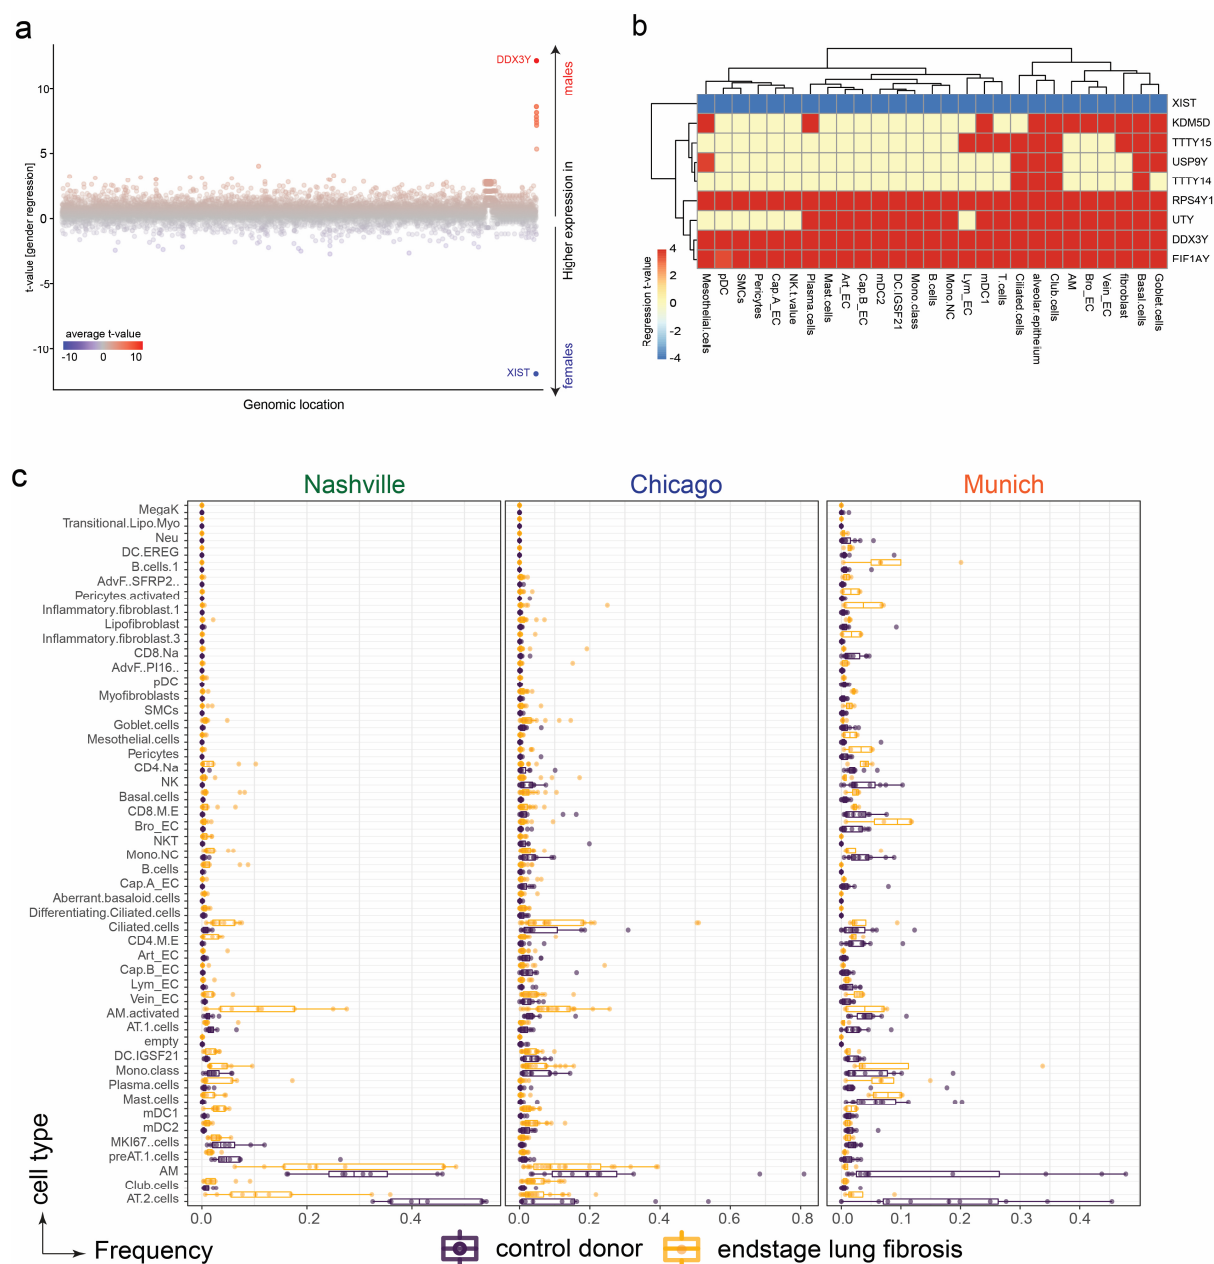 a
DDX3Y
10
5
0
-5
-10
t-value [gender regression]
average t-value
-10 0 10
XIST
Genomic location
males
Higher expression in
females
b
XIST
KDM5D
TTTY15
USP9Y
TTTY14
RPS4Y1
UTY
DDX3Y
EIF1AY
4
2
0
-2
-4
Regression t-value
Mesothelial.cells
pDC
SMCs
Pericytes
Cap.A_EC
NK.t.value
Plasma.cells
Mast.cells
Art_EC
Cap.B_EC
mDC2
DC.IGSF21
Mono.class
B.cells
Mono.NC
Lym_EC
mDC1
T.cells
Ciliated.cells
alveolar.epithelium
Club.cells
AM
Bro_EC
Vein_EC
fibroblast
Basal.cells
Goblet.cells
c
Nashville
Chicago
Munich
MegaK
Transitional.Lipo.Myo
Neu
DC.EREG
B.cells.1
AdvF..SFRP2..
Pericytes.activated
Inflammatory.fibroblast.1
Lipofibroblast
Inflammatory.fibroblast.3
CD8.Na
AdvF..PI16..
pDC
Myofibroblasts
SMCs
Goblet.cells
Mesothelial.cells
Pericytes
CD4.Na
NK
Basal.cells
CD8.M.E
Bro_EC
NKT
Mono.NC
B.cells
Cap.A_EC
Aberrant.basaloid.cells
Differentiating.Ciliated.cells
Ciliated.cells
CD4.M.E
Art_EC
Cap.B_EC
Lym_EC
Vein_EC
AM.activated
AT.1.cells
empty
DC.IGSF21
Mono.class
Plasma.cells
Mast.cells
mDC1
mDC2
MKI67..cells
preAT.1.cells
AM
Club.cells
AT.2.cells
0.0 0.2 0.4
0.0 0.2 0.4 0.6 0.8
0.0 0.1 0.2 0.3 0.4
cell type
Frequency
control donor
endstage lung fibrosis